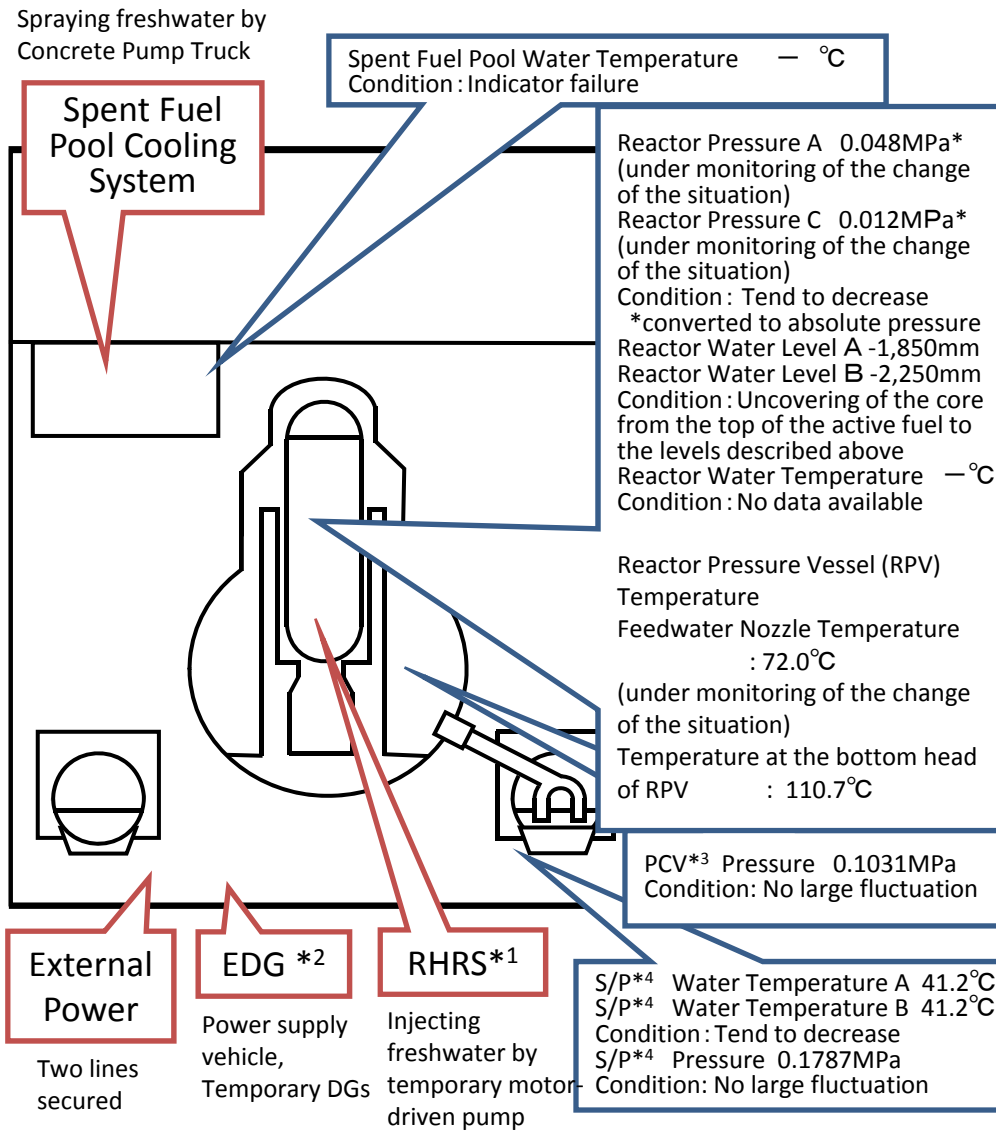 Spraying freshwater by
Concrete Pump Truck
Spent Fuel
Pool Cooling
System
Spent Fuel Pool Water Temperature － ℃
Condition : Indicator failure
Reactor Pressure A 0.048MPa*
(under monitoring of the change
of the situation)
Reactor Pressure C 0.012MPa*
(under monitoring of the change
of the situation)
Condition : Tend to decrease
*converted to absolute pressure
Reactor Water Level A -1,850mm
Reactor Water Level B -2,250mm
Condition : Uncovering of the core
from the top of the active fuel to
the levels described above
Reactor Water Temperature －℃
Condition : No data available
Reactor Pressure Vessel (RPV)
Temperature
Feedwater Nozzle Temperature
: 72.0℃
(under monitoring of the change
of the situation)
Temperature at the bottom head
of RPV : 110.7℃
PCV*3 Pressure 0.1031MPa
Condition: No large fluctuation
S/P*4 Water Temperature A 41.2℃
S/P*4 Water Temperature B 41.2℃
Condition : Tend to decrease
S/P*4 Pressure 0.1787MPa
Condition: No large fluctuation
External
Power
Two lines
secured
EDG *2
Power supply
vehicle,
Temporary DGs
RHRS*1
Injecting
freshwater by
temporary motor-
driven pump